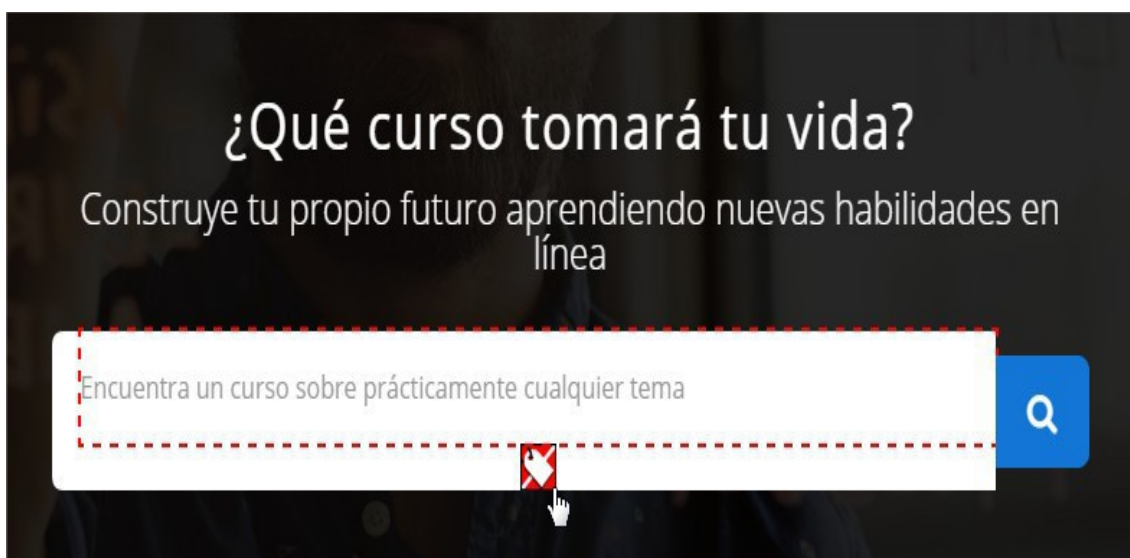 ¿Qué curso tomará tu vida?
Construye tu propio futuro aprendiendo nuevas habilidades en
línea
Encuentra un curso sobre prácticamente cualquier tema